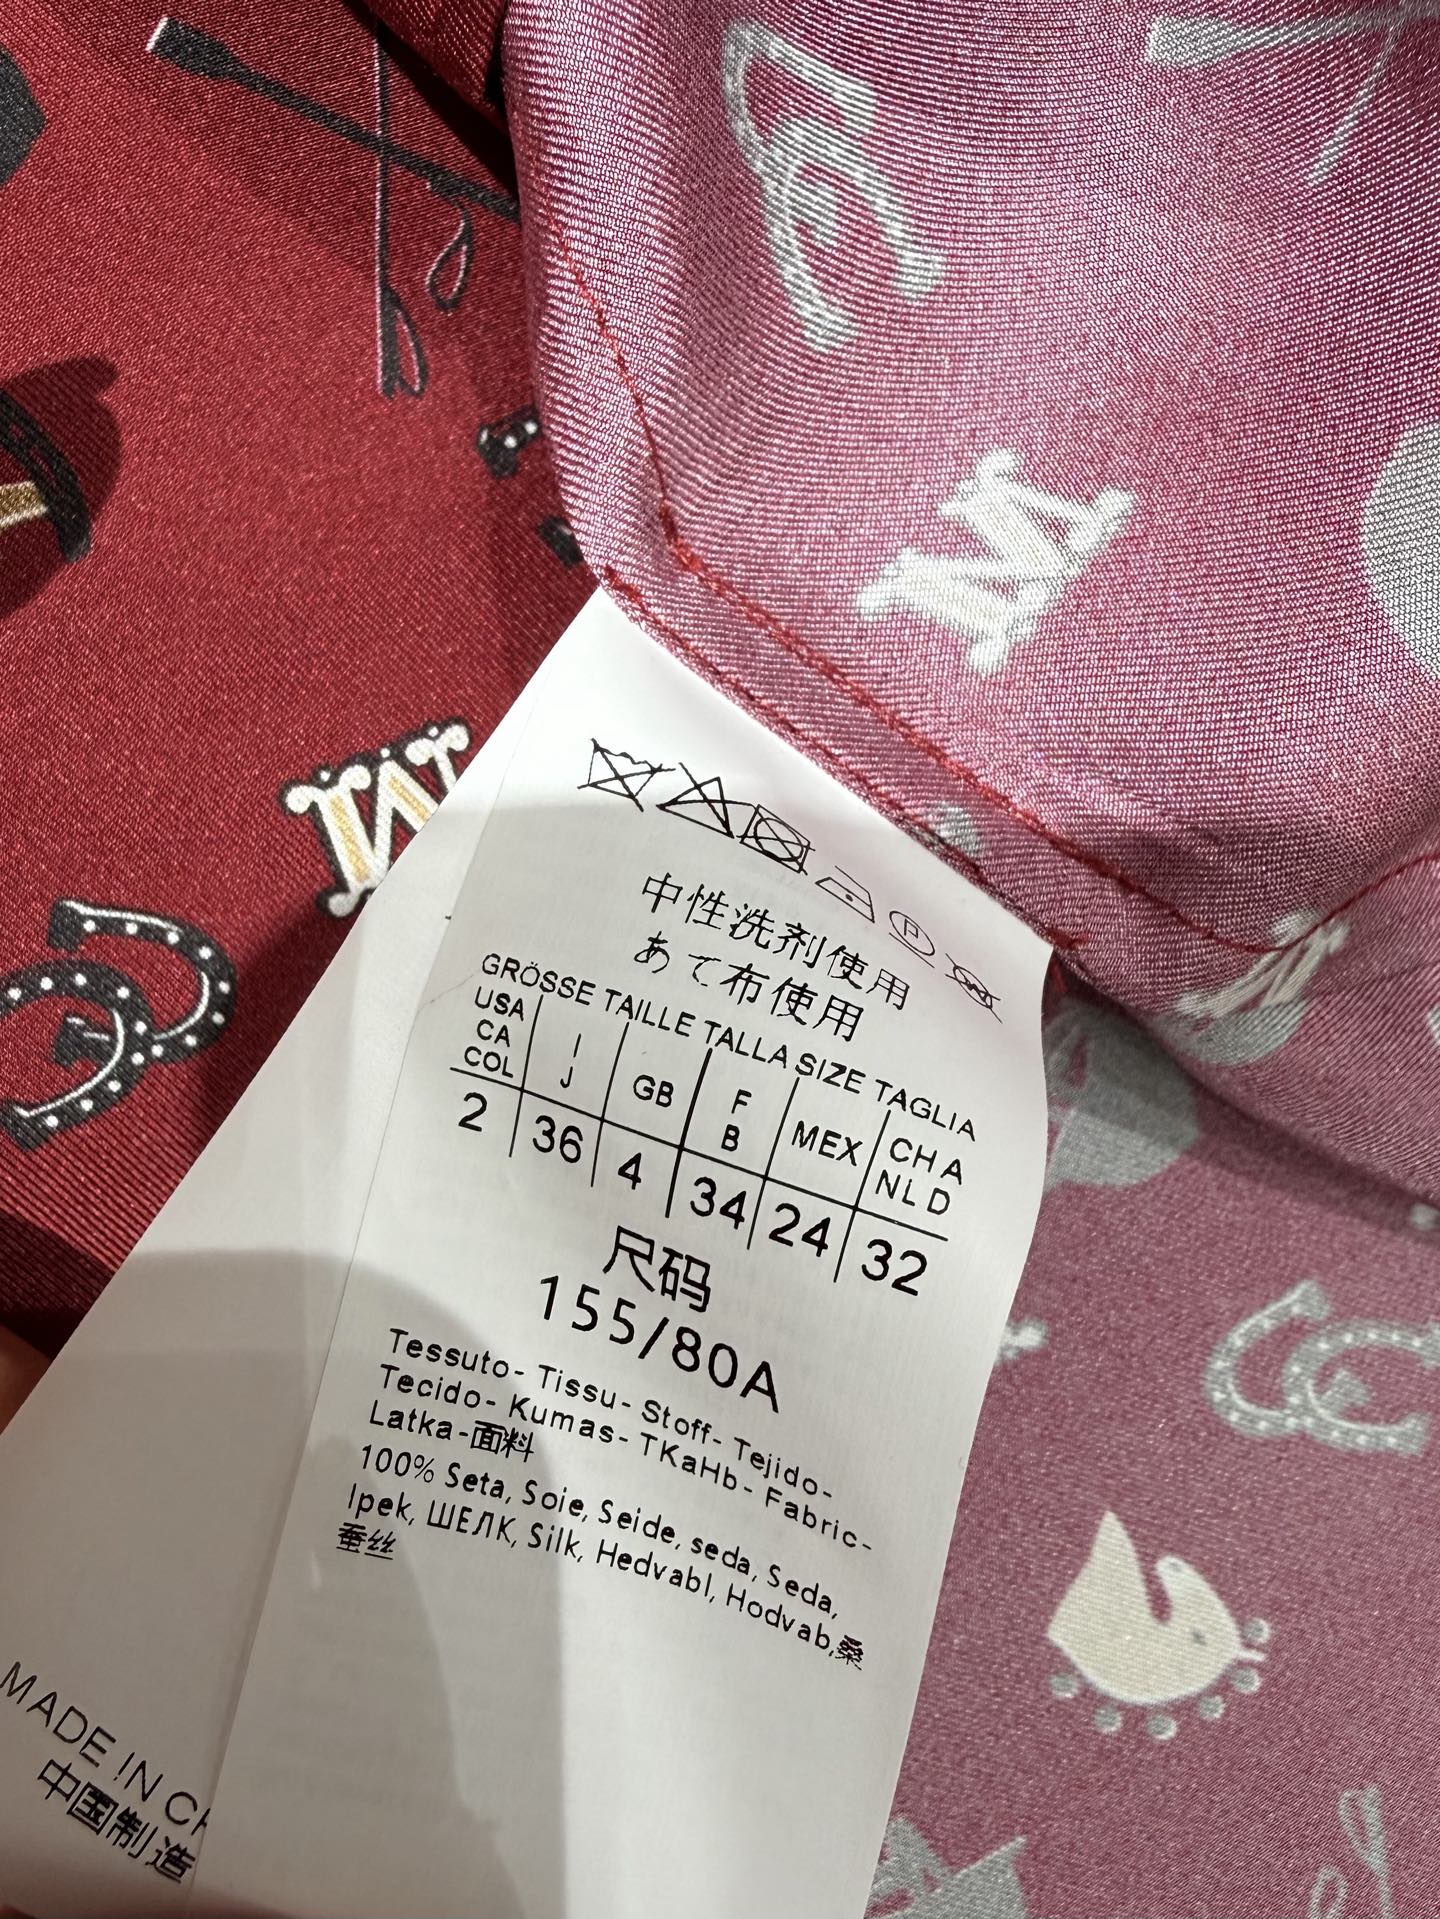 P
中性洗剤使用
あて布使用
GRÖSSE TAILLE TALLA SIZE TAGLIA
USA CA COL
I J
GB
F B
MEX
CH A NL D
2 36 4 34 24 32
尺码
155/80A
Tessuto- Tissu- Stoff- Tejido-
Tecido- Kumas- TKaHb- Fabric-
Latka-面料
100% Seta, Soie, Seide, seda, Seda,
Ipek, ШЕЛК, Silk, Hedvabl, Hodvab,桑
蚕丝
MADE IN CH
中国制造